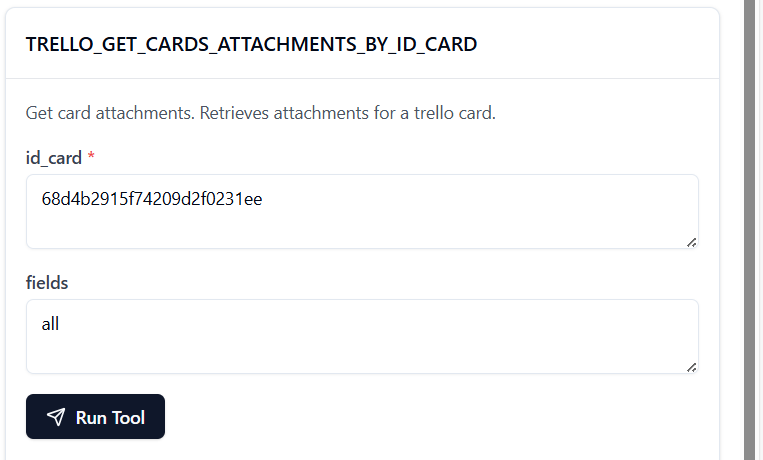 TRELLO_GET_CARDS_ATTACHMENTS_BY_ID_CARD
Get card attachments. Retrieves attachments for a trello card.
id_card *
68d4b2915f74209d2f0231ee
fields
all
Run Tool